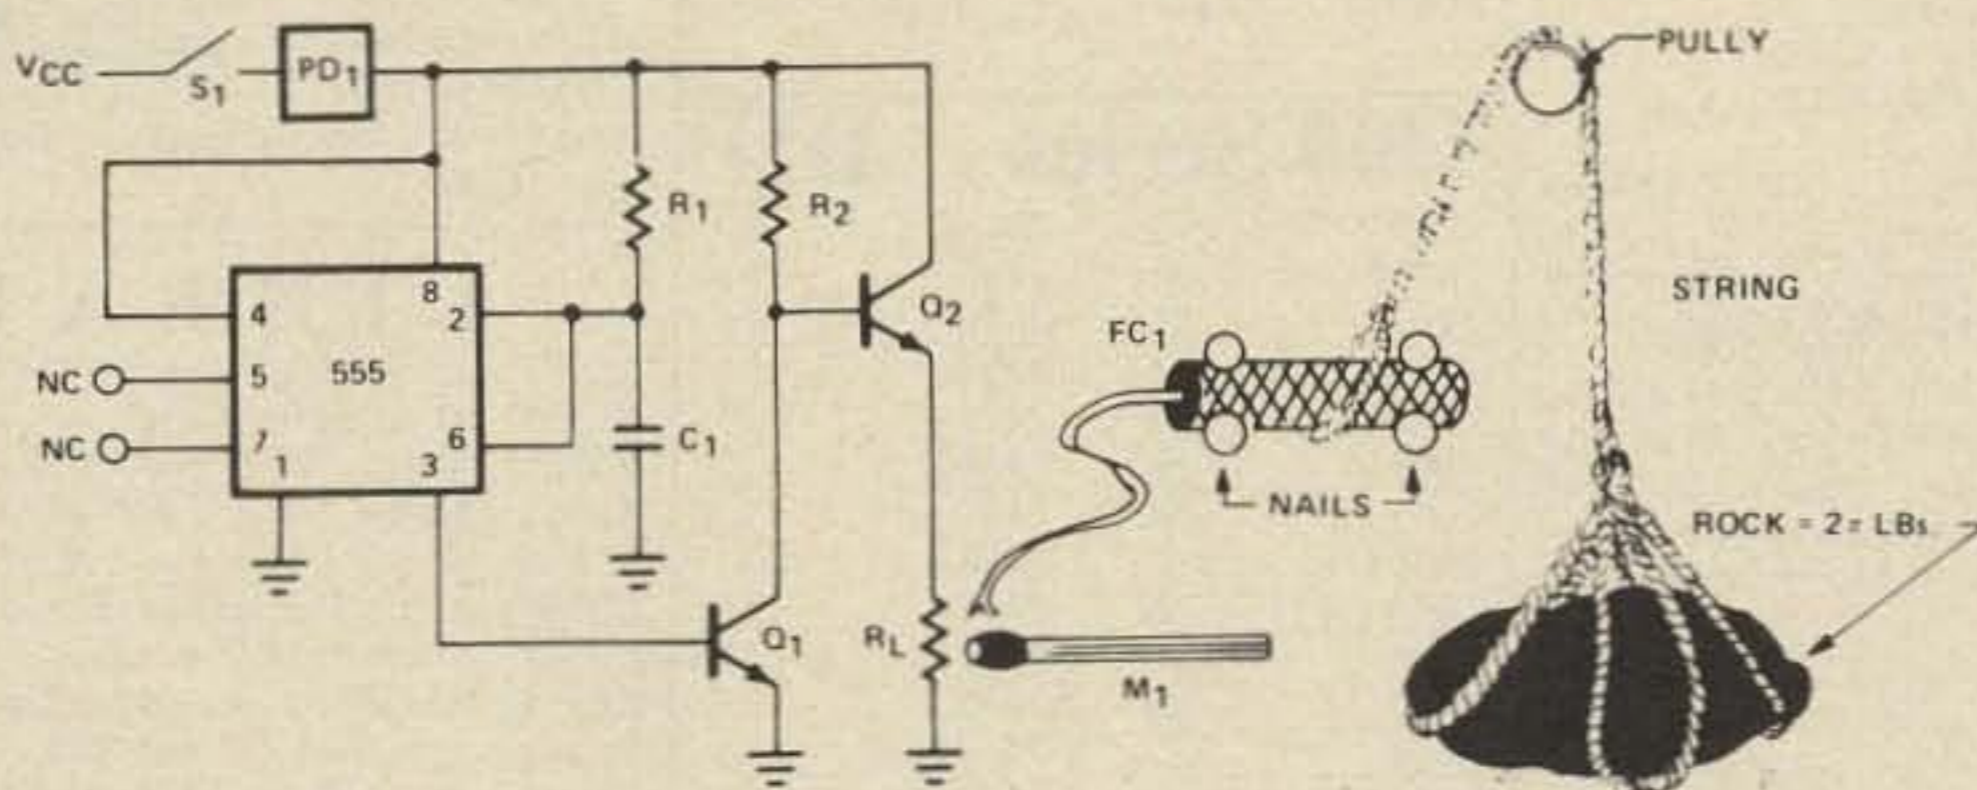 VCC
S1
PD1
R1
R2
Q2
4
8
2
NC
5
555
NC
7
1
3
6
C1
Q1
RL
M1
FC1
NAILS
PULLY
STRING
ROCK = 2 = LBs